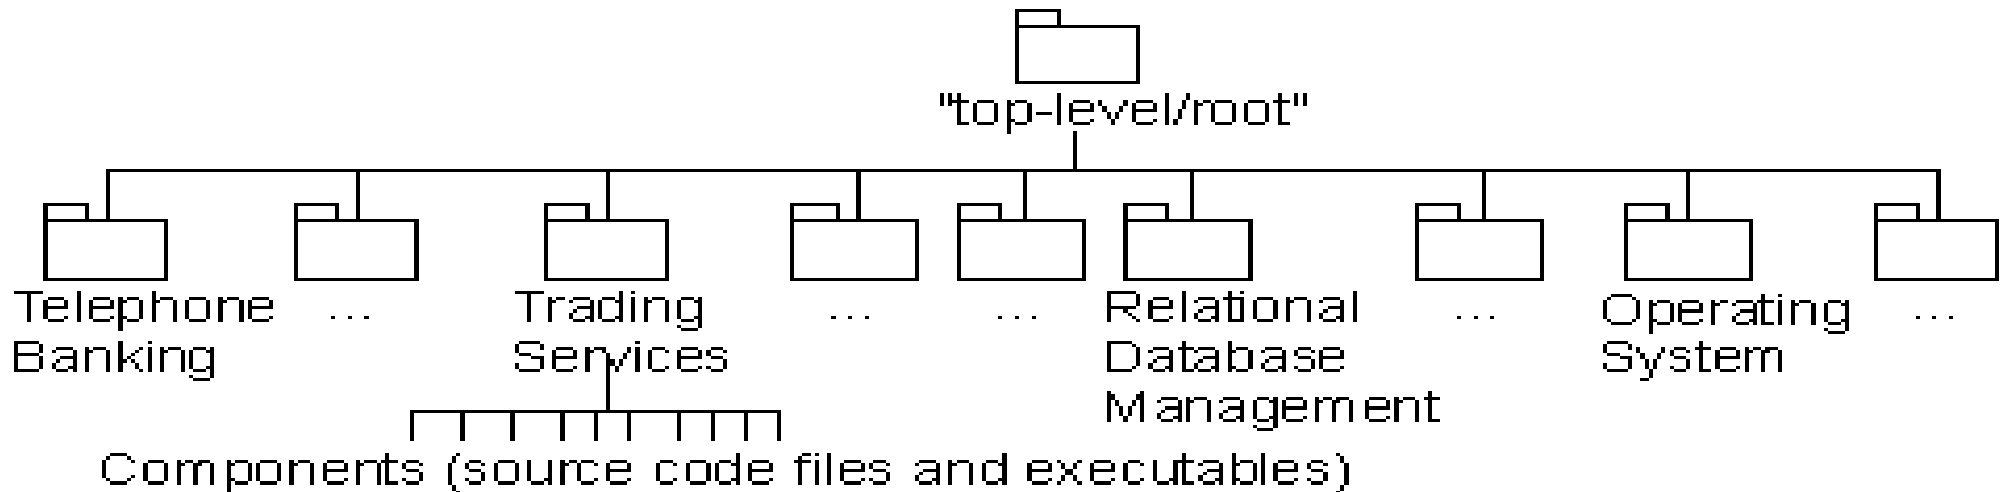 "top-level/root"
Telephone
Banking
...
Trading
Services
...
...
Relational
Database
Management
...
Operating
System
...
Components (source code files and executables)